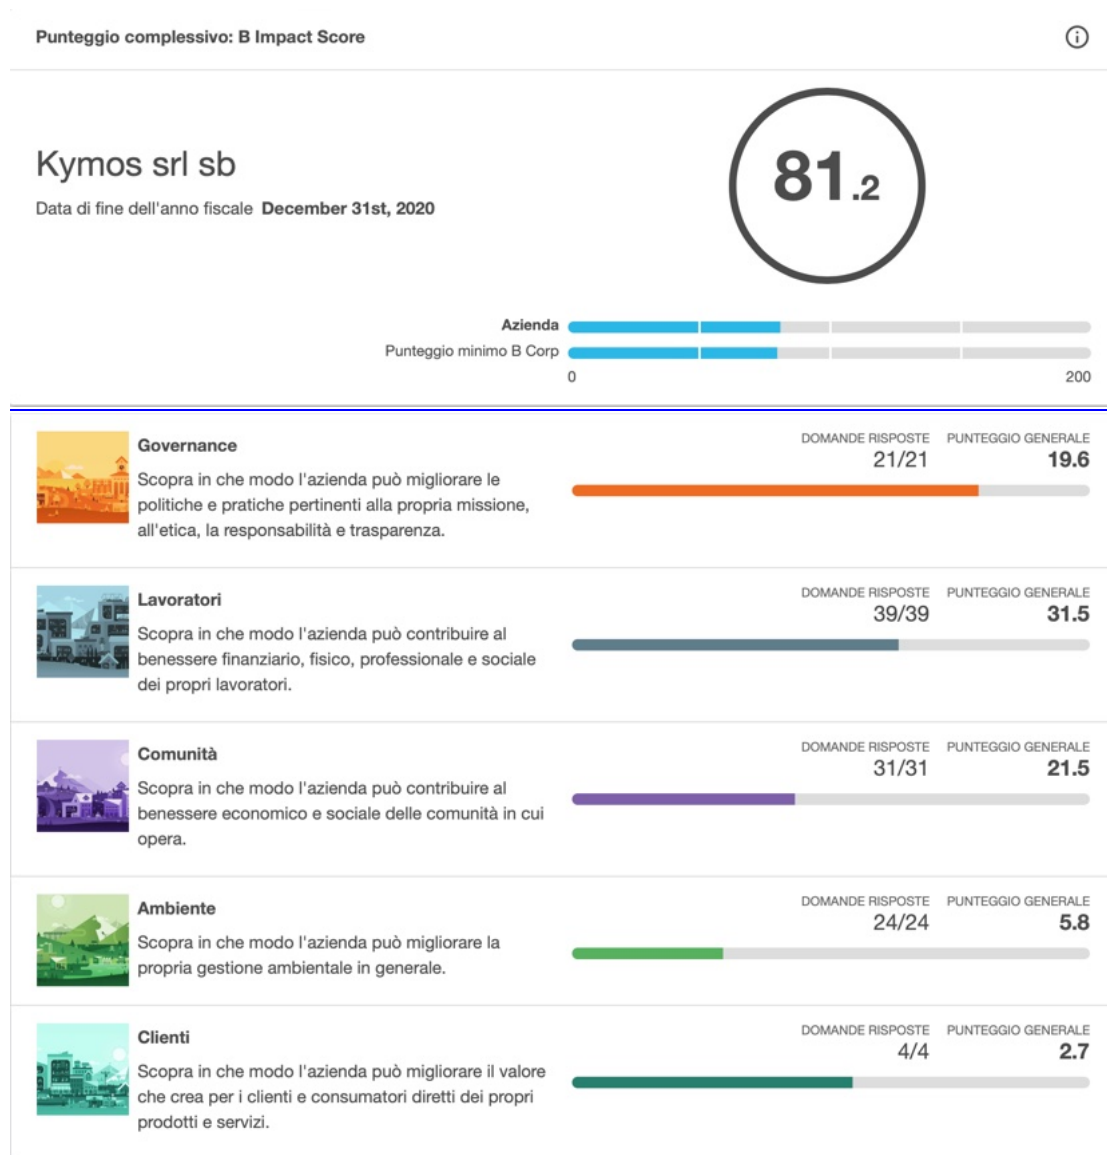 Punteggio complessivo: B Impact Score
Kymos srl sb
Data di fine dell'anno fiscale December 31st, 2020
81.2
Azienda
Punteggio minimo B Corp
0 200
Governance
Scopra in che modo l'azienda può migliorare le
politiche e pratiche pertinenti alla propria missione,
all'etica, la responsabilità e trasparenza.
DOMANDE RISPOSTE PUNTEGGIO GENERALE
21/21 19.6
Lavoratori
Scopra in che modo l'azienda può contribuire al
benessere finanziario, fisico, professionale e sociale
dei propri lavoratori.
DOMANDE RISPOSTE PUNTEGGIO GENERALE
39/39 31.5
Comunità
Scopra in che modo l'azienda può contribuire al
benessere economico e sociale delle comunità in cui
opera.
DOMANDE RISPOSTE PUNTEGGIO GENERALE
31/31 21.5
Ambiente
Scopra in che modo l'azienda può migliorare la
propria gestione ambientale in generale.
DOMANDE RISPOSTE PUNTEGGIO GENERALE
24/24 5.8
Clienti
Scopra in che modo l'azienda può migliorare il valore
che crea per i clienti e consumatori diretti dei propri
prodotti e servizi.
DOMANDE RISPOSTE PUNTEGGIO GENERALE
4/4 2.7